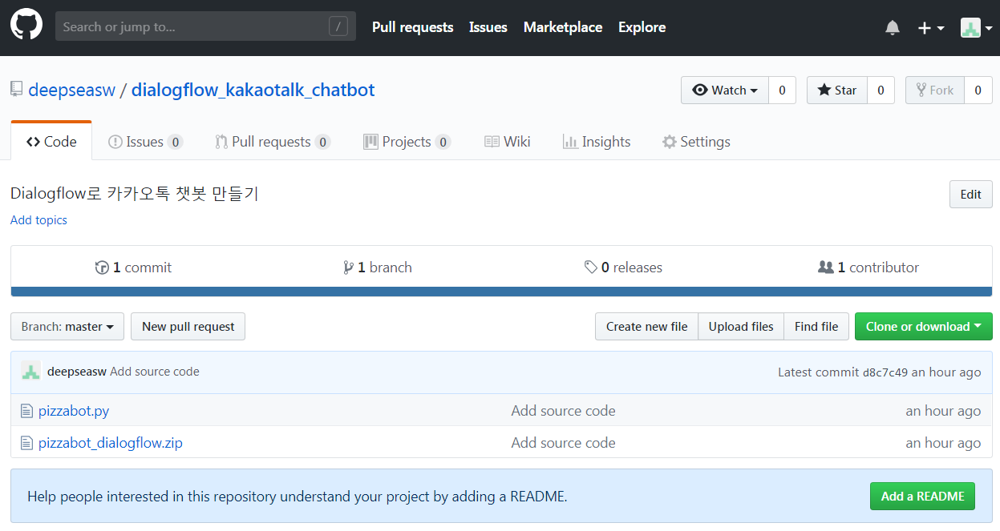 Search or jump to... / Pull requests Issues Marketplace Explore
deepseasw / dialogflow_kakaotalk_chatbot Watch 0 Star 0 Fork 0
Code Issues 0 Pull requests 0 Projects 0 Wiki Insights Settings
Dialogflow로 카카오톡 챗봇 만들기 Edit
Add topics
1 commit 1 branch 0 releases 1 contributor
Branch: master New pull request Create new file Upload files Find file Clone or download
deepseasw Add source code Latest commit d8c7c49 an hour ago
pizzabot.py Add source code an hour ago
pizzabot_dialogflow.zip Add source code an hour ago
Help people interested in this repository understand your project by adding a README. Add a README